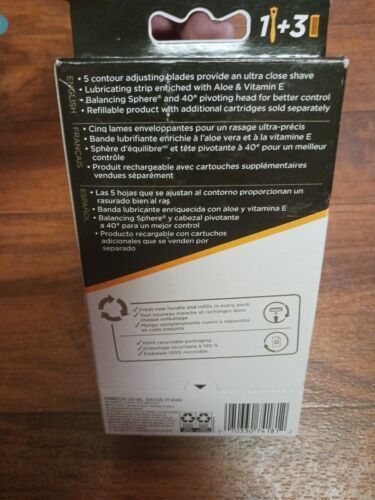 1+3
ENGLISH
• 5 contour adjusting blades provide an ultra close shave
• Lubricating strip enriched with Aloe & Vitamin E
• Balancing Sphere® and 40° pivoting head for better control
• Refillable product with additional cartridges sold separately
FRANÇAIS
• Cinq lames enveloppantes pour un rasage ultra-précis
• Bande lubrifiante enrichie à l'aloe vera et à la vitamine E
• Sphère d'équilibreMC et tête pivotante à 40° pour un meilleur
contrôle
• Produit rechargeable avec cartouches supplémentaires
vendues séparément
ESPAÑOL
• Las 5 hojas que se ajustan al contorno proporcionan un
rasurado bien al ras
• Banda lubricante enriquecida con aloe y vitamina E
• Balancing Sphere® y cabezal pivotante
a 40° para un mejor control
• Producto recargable con cartuchos
adicionales que se venden por
separado
✓ Fresh new handle and refills in every pack
✓ Tout nouveau manche et recharges dans
chaque emballage
✓ Mango completamente nuevo y repuestos
en cada paquete
✓ 100% recyclable packaging
✓ Emballage recyclable à 100 %
✓ Embalaje 100% reciclable
0 70330 74181 2